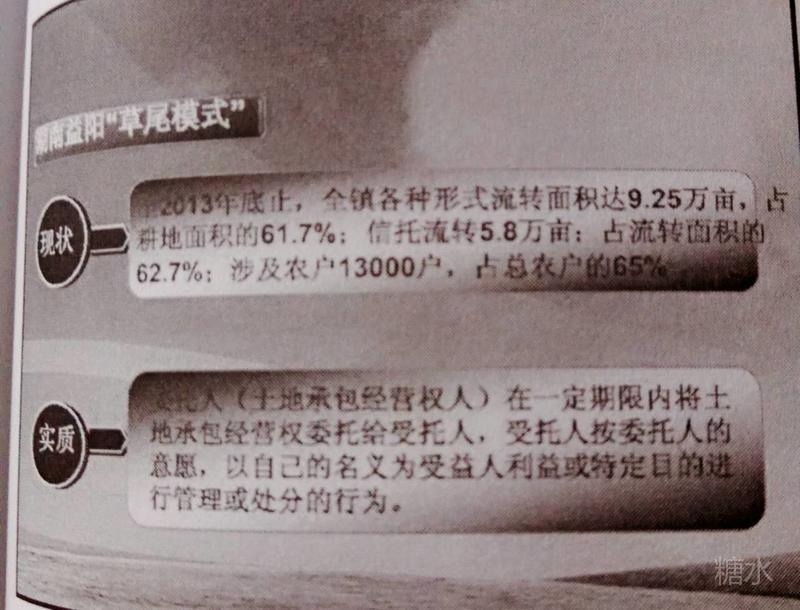 湖南益阳“草尾模式”
现状
2013年底止，全镇各种形式流转面积达9.25万亩，占
耕地面积的61.7%；信托流转5.8万亩；占流转面积的
62.7%；涉及农户13000户，占总农户的65%
实质
委托人（土地承包经营权人）在一定期限内将土
地承包经营权委托给受托人，受托人按委托人的
意愿，以自己的名义为受益人利益或特定目的进
行管理或处分的行为。
糖水